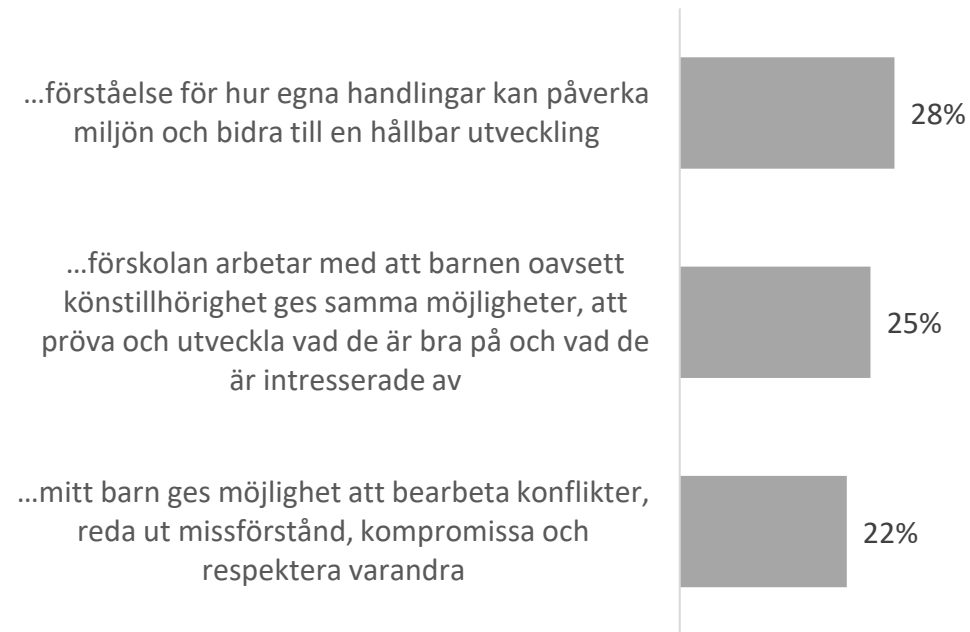 ...förståelse för hur egna handlingar kan påverka
miljön och bidra till en hållbar utveckling
28%
...förskolan arbetar med att barnen oavsett
könstillhörighet ges samma möjligheter, att
pröva och utveckla vad de är bra på och vad de
är intresserade av
25%
...mitt barn ges möjlighet att bearbeta konflikter,
reda ut missförstånd, kompromissa och
respektera varandra
22%